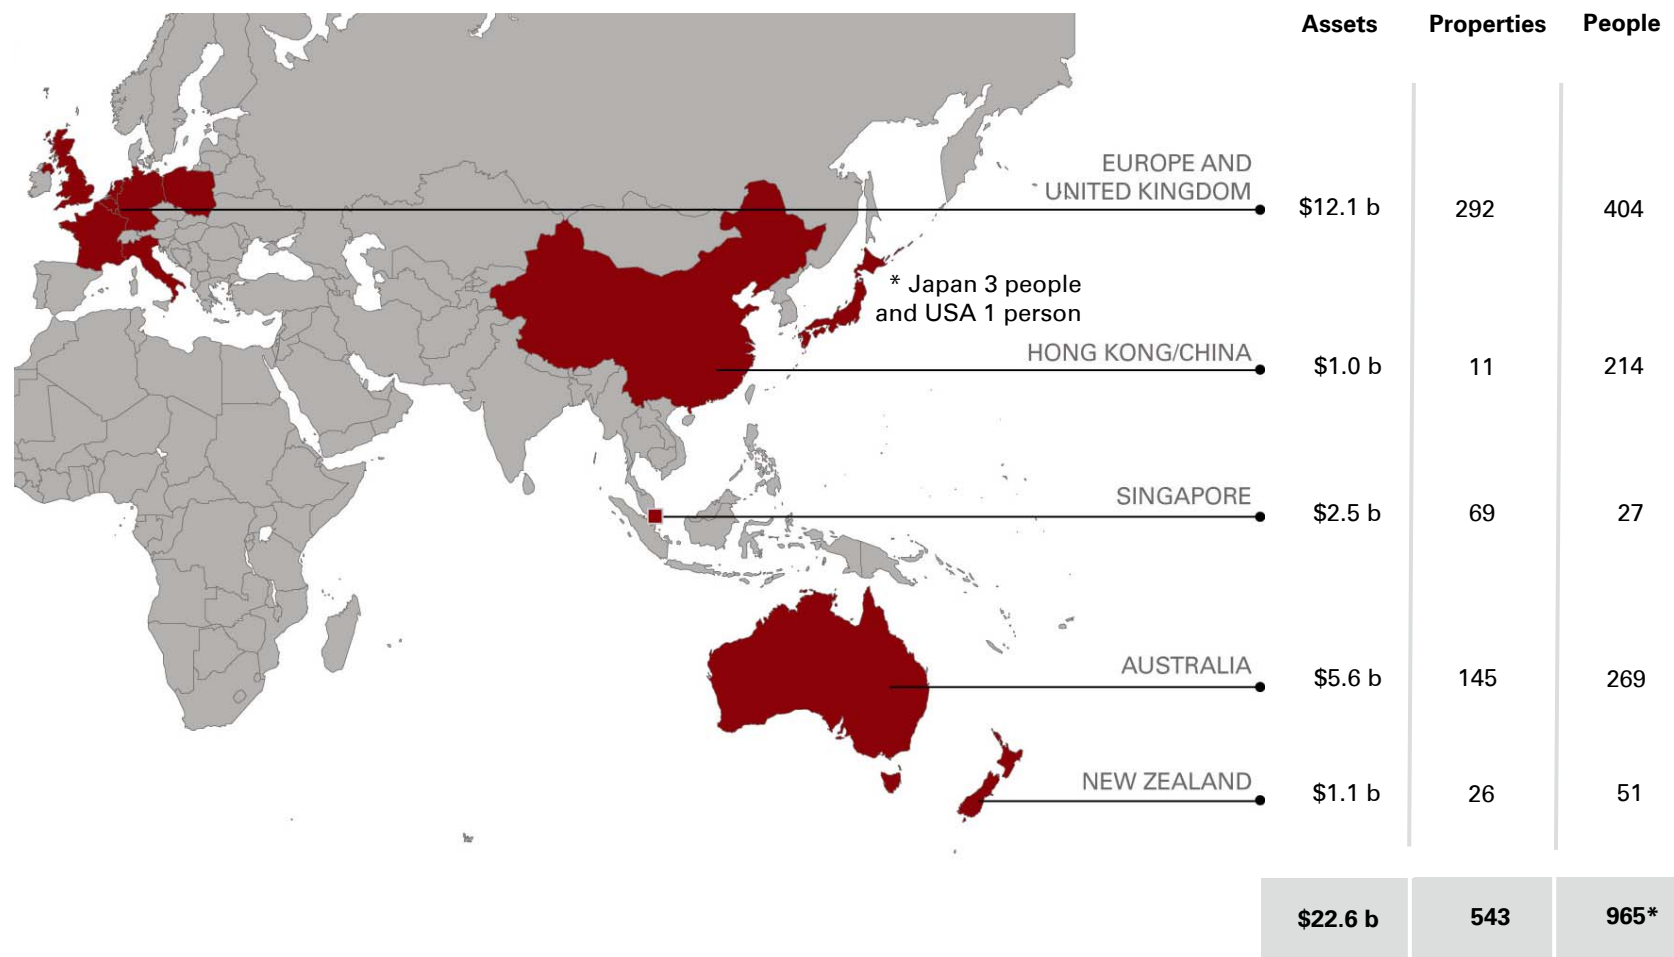 Assets Properties People
EUROPE AND
UNITED KINGDOM
$12.1 b 292 404
* Japan 3 people
and USA 1 person
HONG KONG/CHINA
$1.0 b 11 214
SINGAPORE
$2.5 b 69 27
AUSTRALIA
$5.6 b 145 269
NEW ZEALAND
$1.1 b 26 51
$22.6 b 543 965*